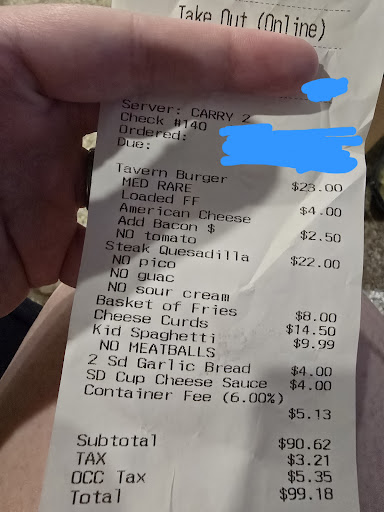 Take Out (Online)
Server: CARRY 2
Check #140
Ordered:
Due:
Tavern Burger $23.00
MED RARE
Loaded FF $4.00
American Cheese
Add Bacon $ $2.50
NO tomato
Steak Quesadilla $22.00
NO pico
NO guac
NO sour cream
Basket of Fries $8.00
Cheese Curds $14.50
Kid Spaghetti $9.99
NO MEATBALLS
2 Sd Garlic Bread $4.00
SD Cup Cheese Sauce $4.00
Container Fee (6.00%)
$5.13
Subtotal $90.62
TAX $3.21
OCC Tax $5.35
Total $99.18